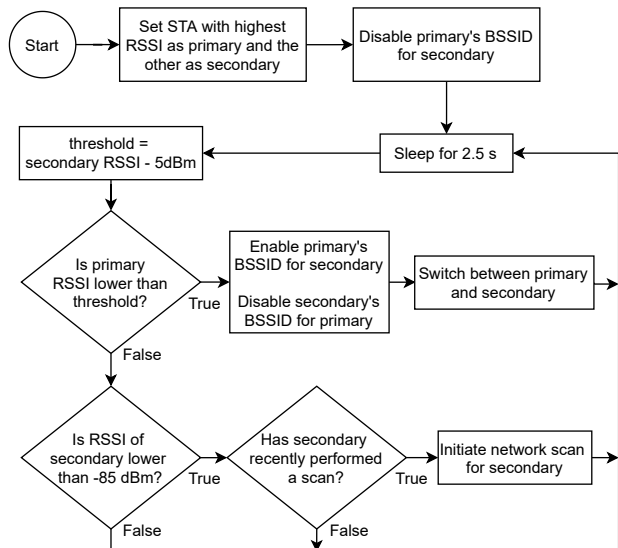 Start
Set STA with highest
RSSI as primary and the
other as secondary
Disable primary's BSSID
for secondary
threshold =
secondary RSSI - 5dBm
Sleep for 2.5 s
Is primary
RSSI lower than
threshold?
True
False
Enable primary's
BSSID for secondary
Disable secondary's
BSSID for primary
Switch between primary
and secondary
Is RSSI of
secondary lower
than -85 dBm?
True
False
Has secondary
recently performed
a scan?
True
False
Initiate network scan
for secondary